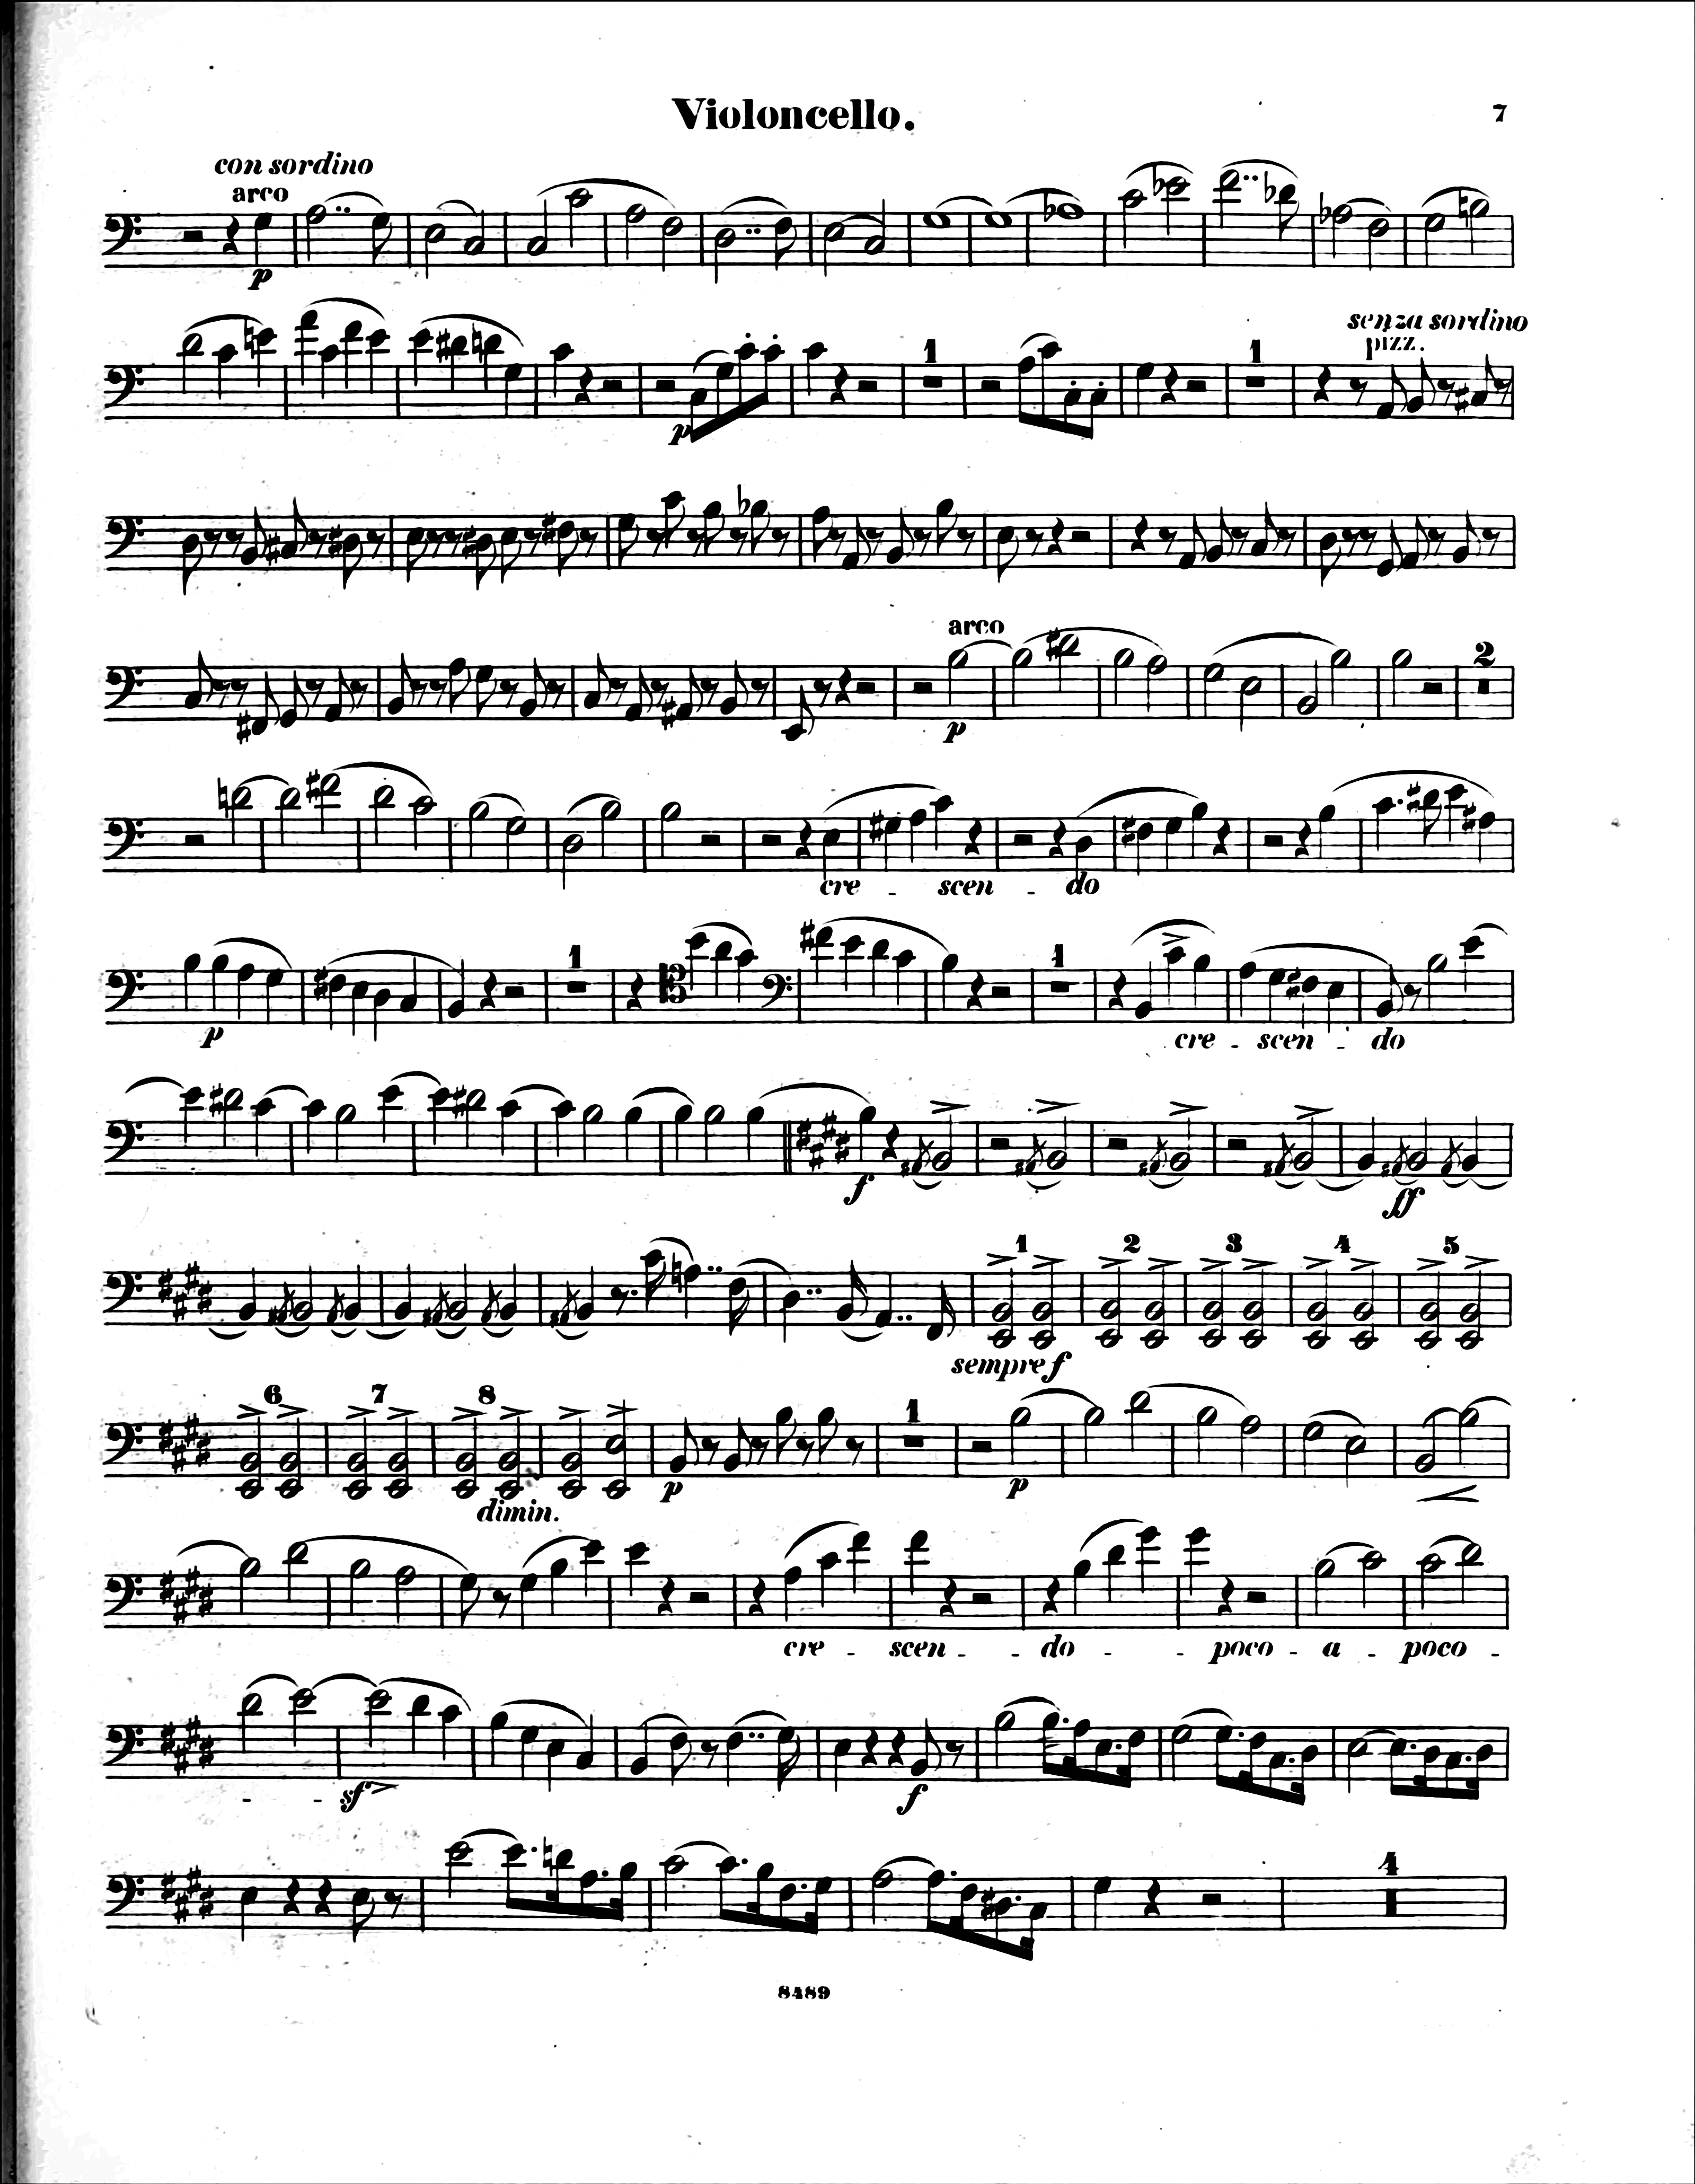 Violoncello. 7
con sordino
arco
p
senza sordino
1 1 pizz.
p
arco
2
p
cre - scen - do
1 1
p cre - scen - do
f ff
1 2 3 4 5
sempre f
6 7 8 1
p p
dimin.
cre - scen - - do - - poco - a - poco -
- - sf f
4
8489